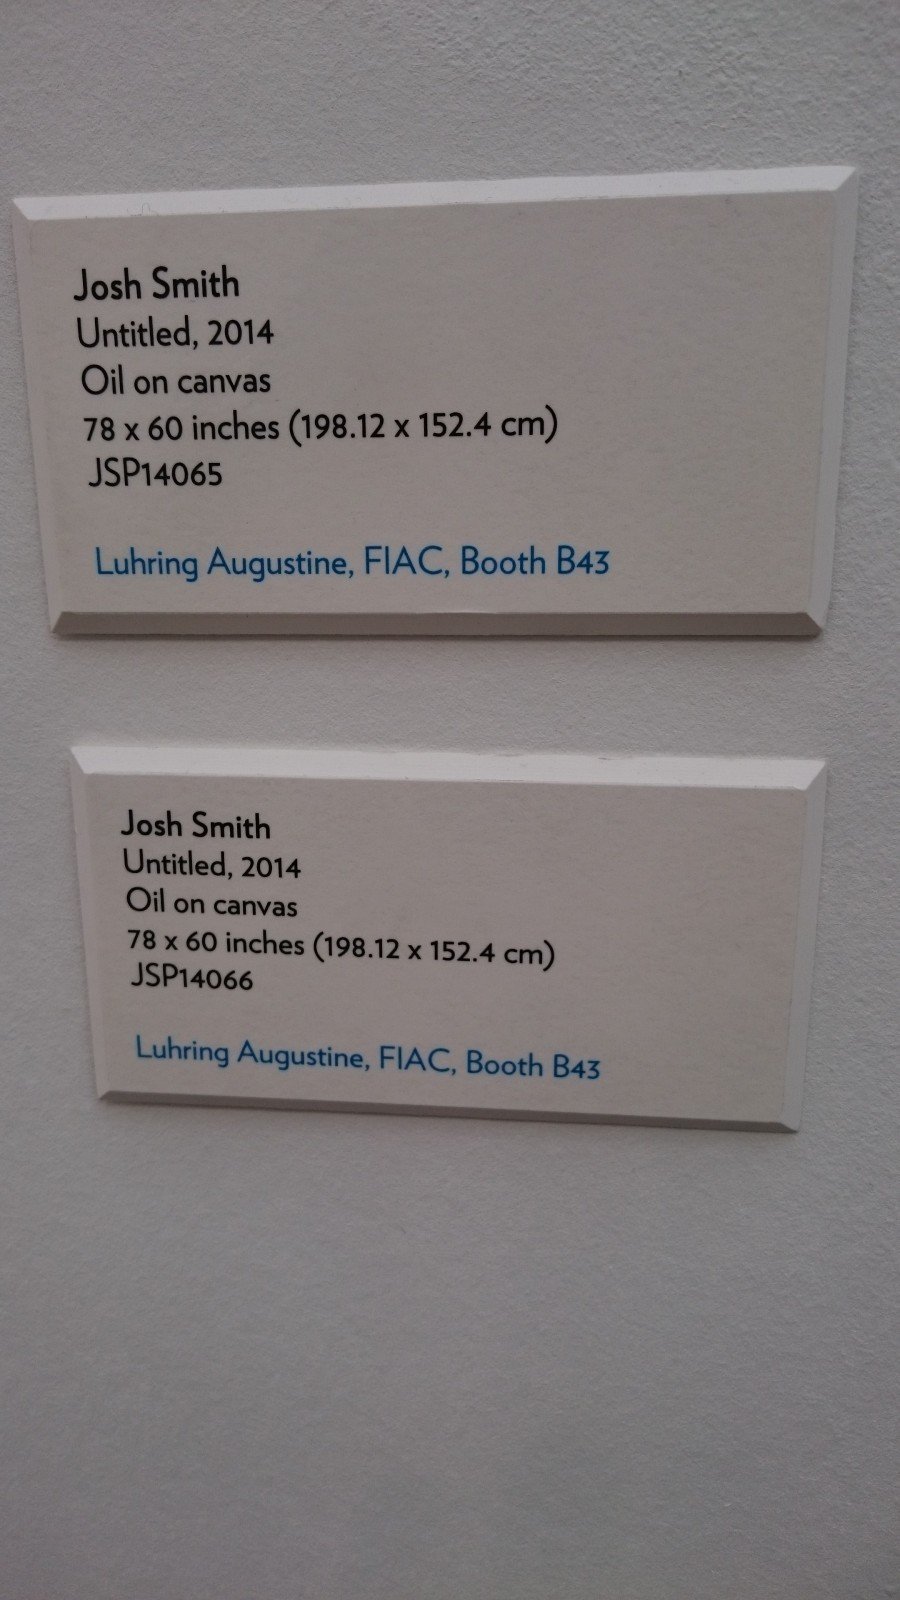 Josh Smith
Untitled, 2014
Oil on canvas
78 x 60 inches (198.12 x 152.4 cm)
JSP14065
Luhring Augustine, FIAC, Booth B43
Josh Smith
Untitled, 2014
Oil on canvas
78 x 60 inches (198.12 x 152.4 cm)
JSP14066
Luhring Augustine, FIAC, Booth B43